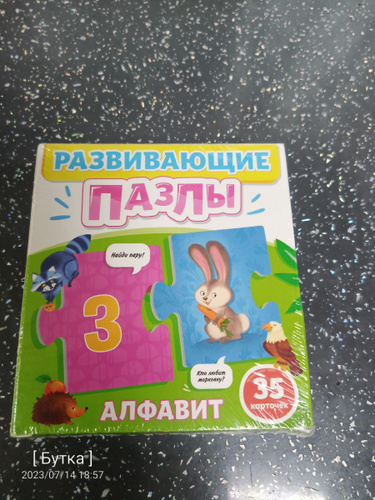 РАЗВИВАЮЩИЕ
ПАЗЛЫ
Найди пару!
З
Кто любит
морковку?
35
карточек
АЛФАВИТ
[ Бутка ]
2023/07/14 18:57